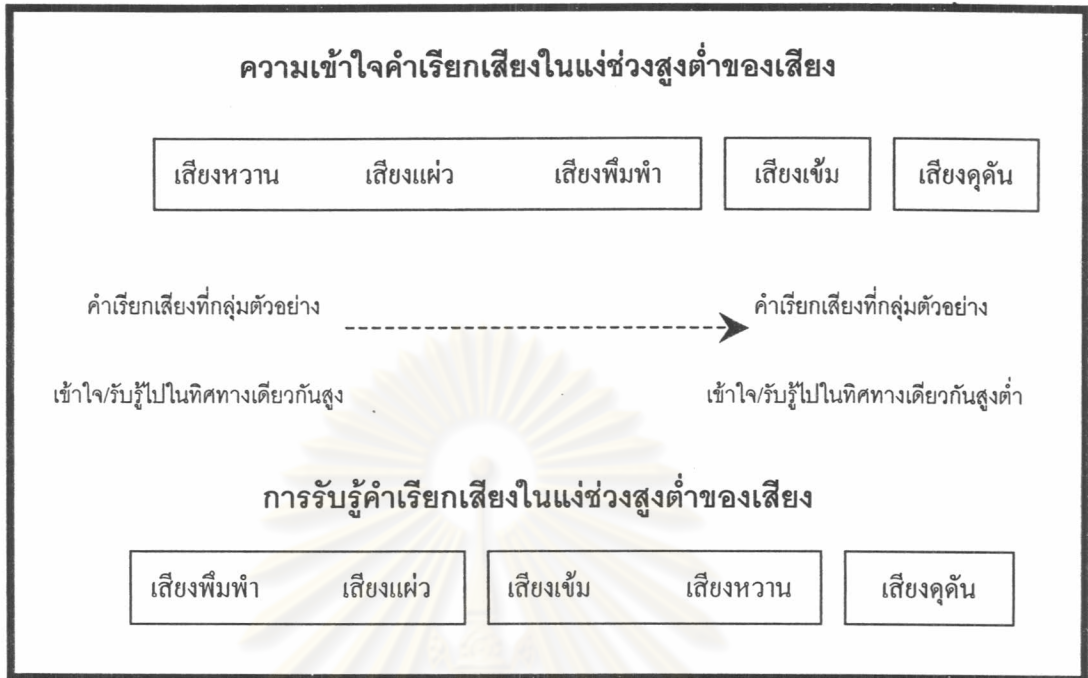 ความเข้าใจคำเรียกเสียงในแง่ช่วงสูงต่ำของเสียง
เสียงหวาน เสียงแผ่ว เสียงพึมพำ เสียงเข้ม เสียงคุคัน
คำเรียกเสียงที่กลุ่มตัวอย่าง คำเรียกเสียงที่กลุ่มตัวอย่าง
เข้าใจ/รับรู้ไปในทิศทางเดียวกันสูง เข้าใจ/รับรู้ไปในทิศทางเดียวกันสูงต่ำ
การรับรู้คำเรียกเสียงในแง่ช่วงสูงต่ำของเสียง
เสียงพึมพำ เสียงแผ่ว เสียงเข้ม เสียงหวาน เสียงคุดัน